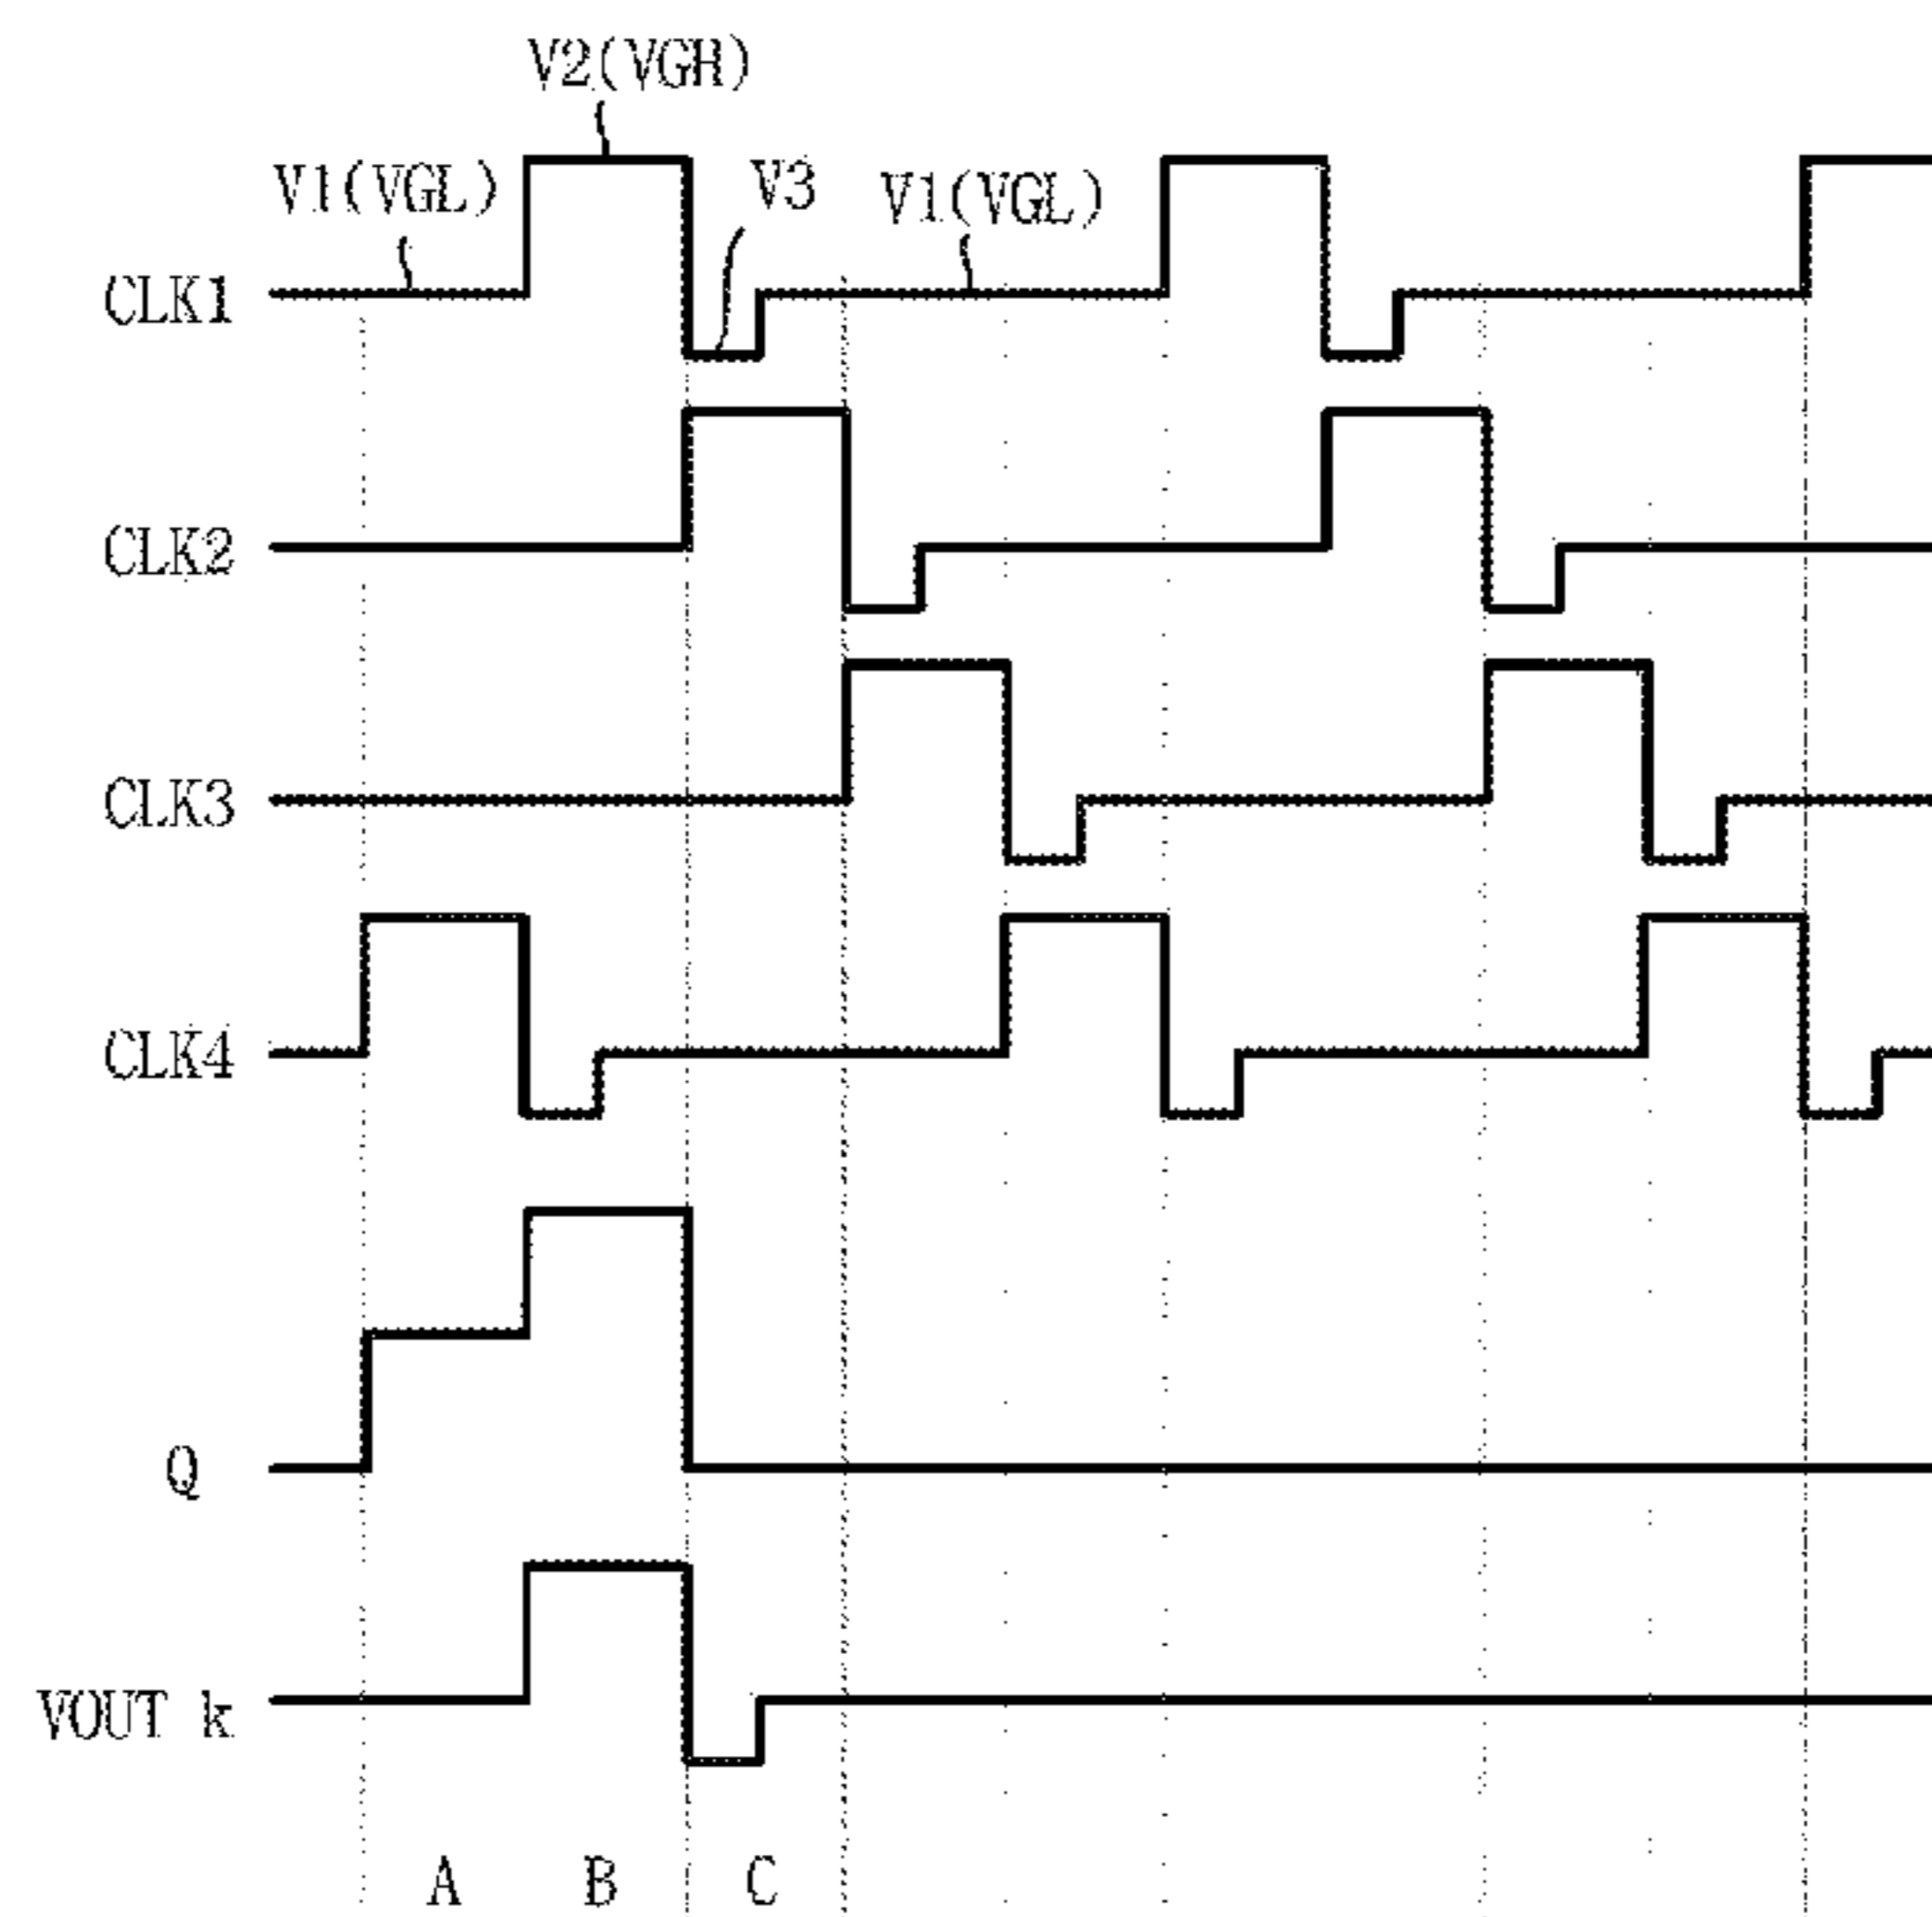 V2(VGH)
V1(VGL)
V3
V1(VGL)
CLK1
CLK2
CLK3
CLK4
Q
VOUT k
A B C